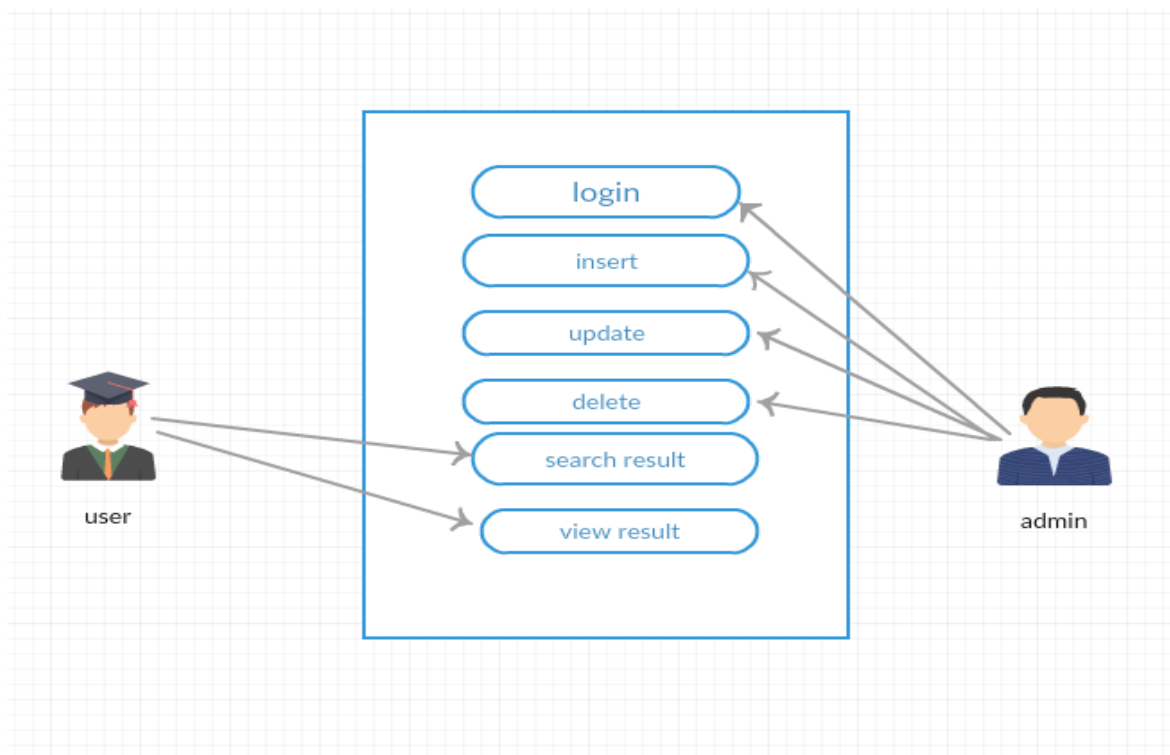 login
insert
update
delete
search result
view result
user
admin